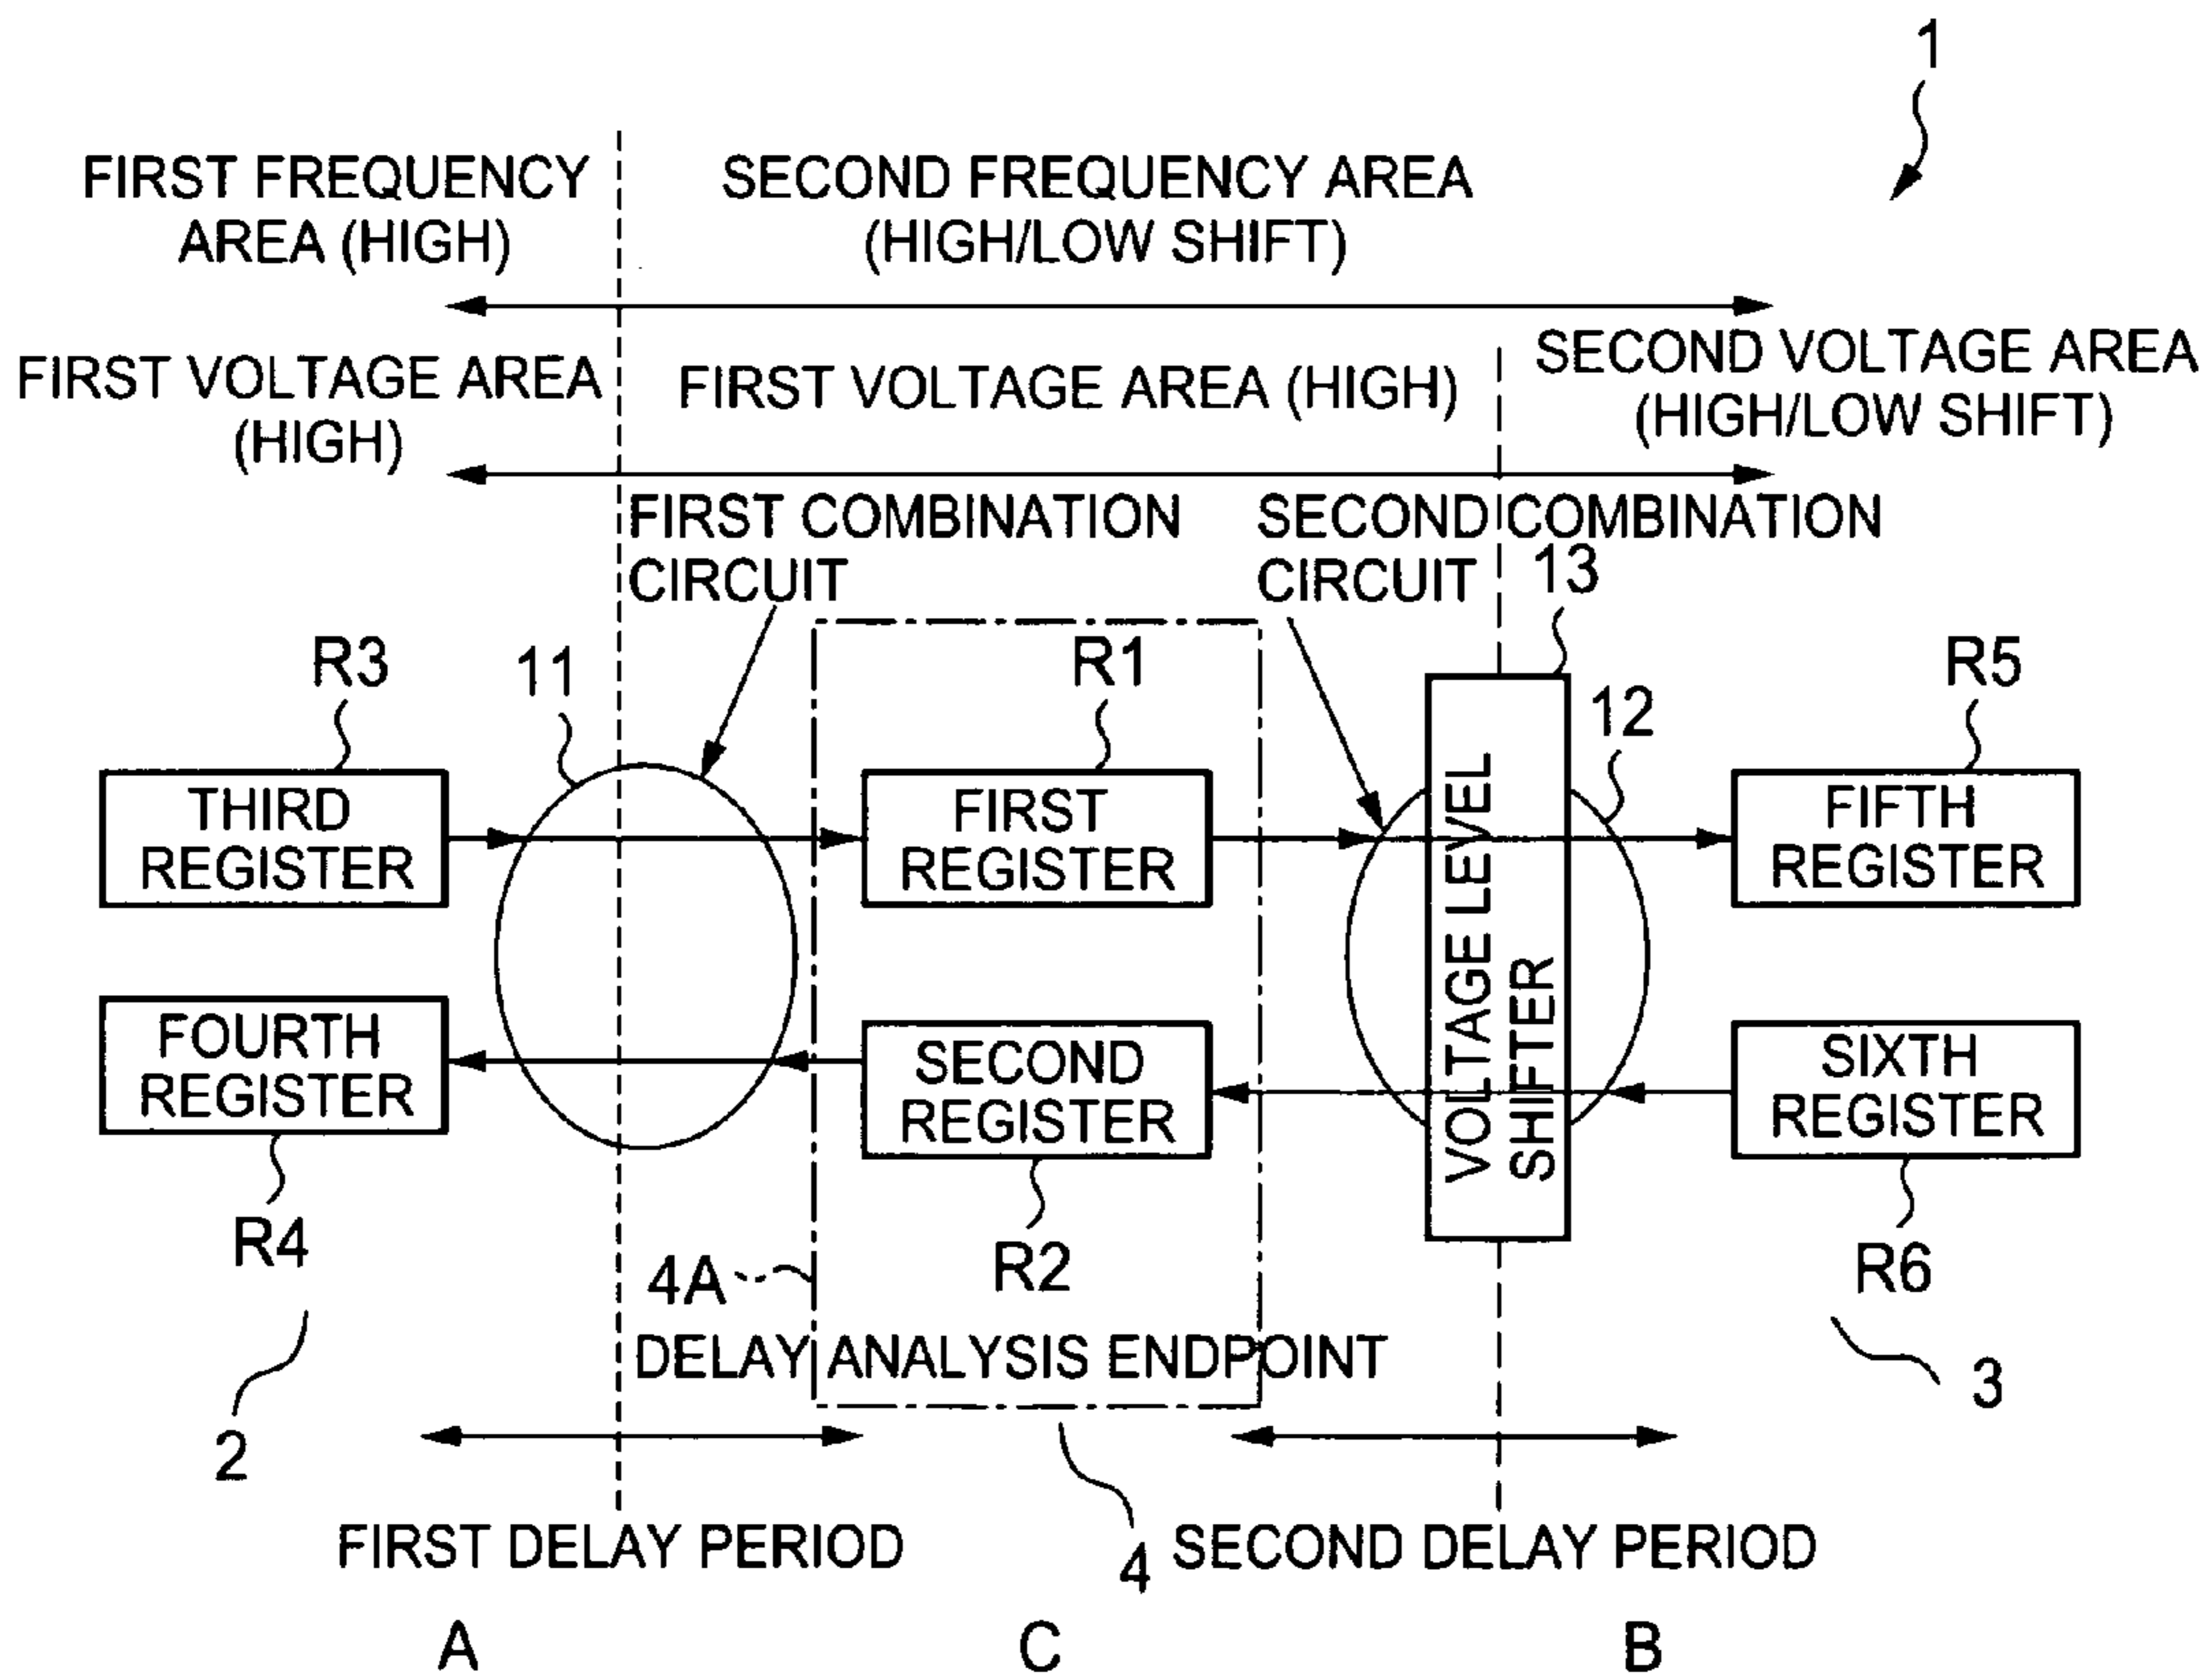 1
FIRST FREQUENCY
AREA (HIGH)
SECOND FREQUENCY AREA
(HIGH/LOW SHIFT)
FIRST VOLTAGE AREA
(HIGH)
FIRST VOLTAGE AREA (HIGH)
SECOND VOLTAGE AREA
(HIGH/LOW SHIFT)
FIRST COMBINATION
CIRCUIT
SECOND COMBINATION
CIRCUIT
13
R3
11
R1
12
R5
THIRD
REGISTER
FIRST
REGISTER
VOLTAGE LEVEL
SHIFTER
FIFTH
REGISTER
FOURTH
REGISTER
SECOND
REGISTER
SIXTH
REGISTER
R4
4A
R2
R6
DELAY ANALYSIS ENDPOINT
2
3
FIRST DELAY PERIOD
4
SECOND DELAY PERIOD
A
C
B